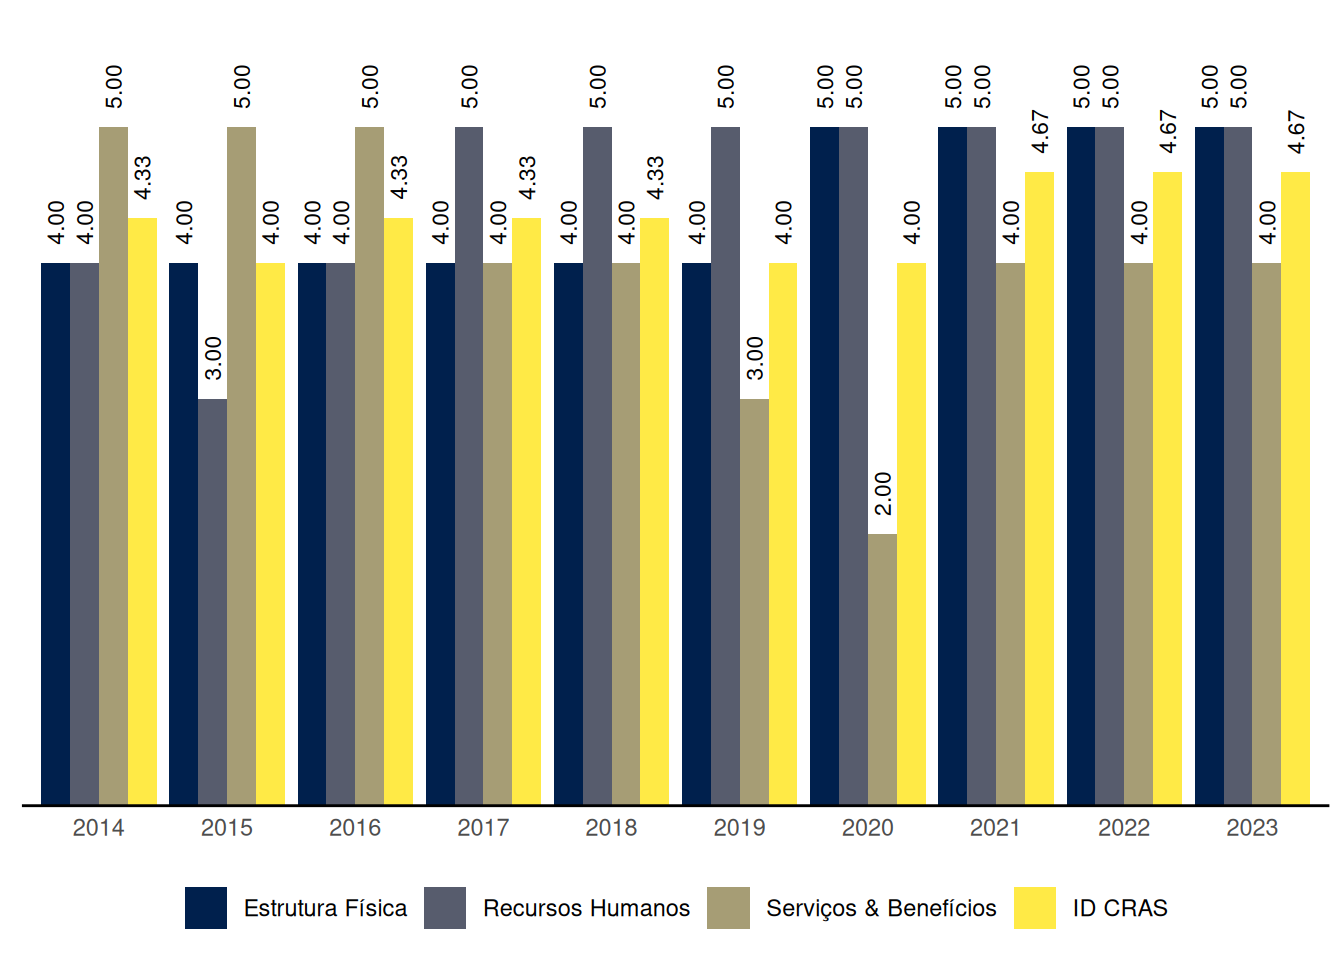 5.00 5.00 5.00 5.00 5.00 5.00 5.00 5.00 5.00 5.00 5.00 5.00 5.00 5.00
4.67 4.67 4.67
4.33 4.33 4.33 4.33
4.00 4.00 4.00 4.00 4.00 4.00 4.00 4.00 4.00 4.00 4.00 4.00 4.00 4.00 4.00 4.00
3.00 3.00
2.00
2014 2015 2016 2017 2018 2019 2020 2021 2022 2023
Estrutura Física Recursos Humanos Serviços & Benefícios ID CRAS